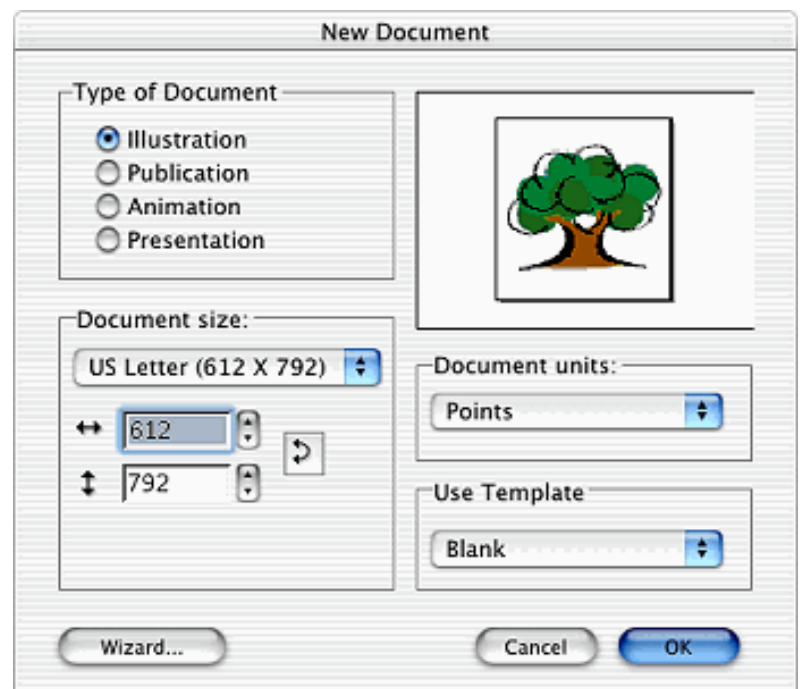 New Document
Type of Document
Illustration
Publication
Animation
Presentation
Document size:
US Letter (612 X 792)
612
792
Document units:
Points
Use Template
Blank
Wizard...
Cancel
OK